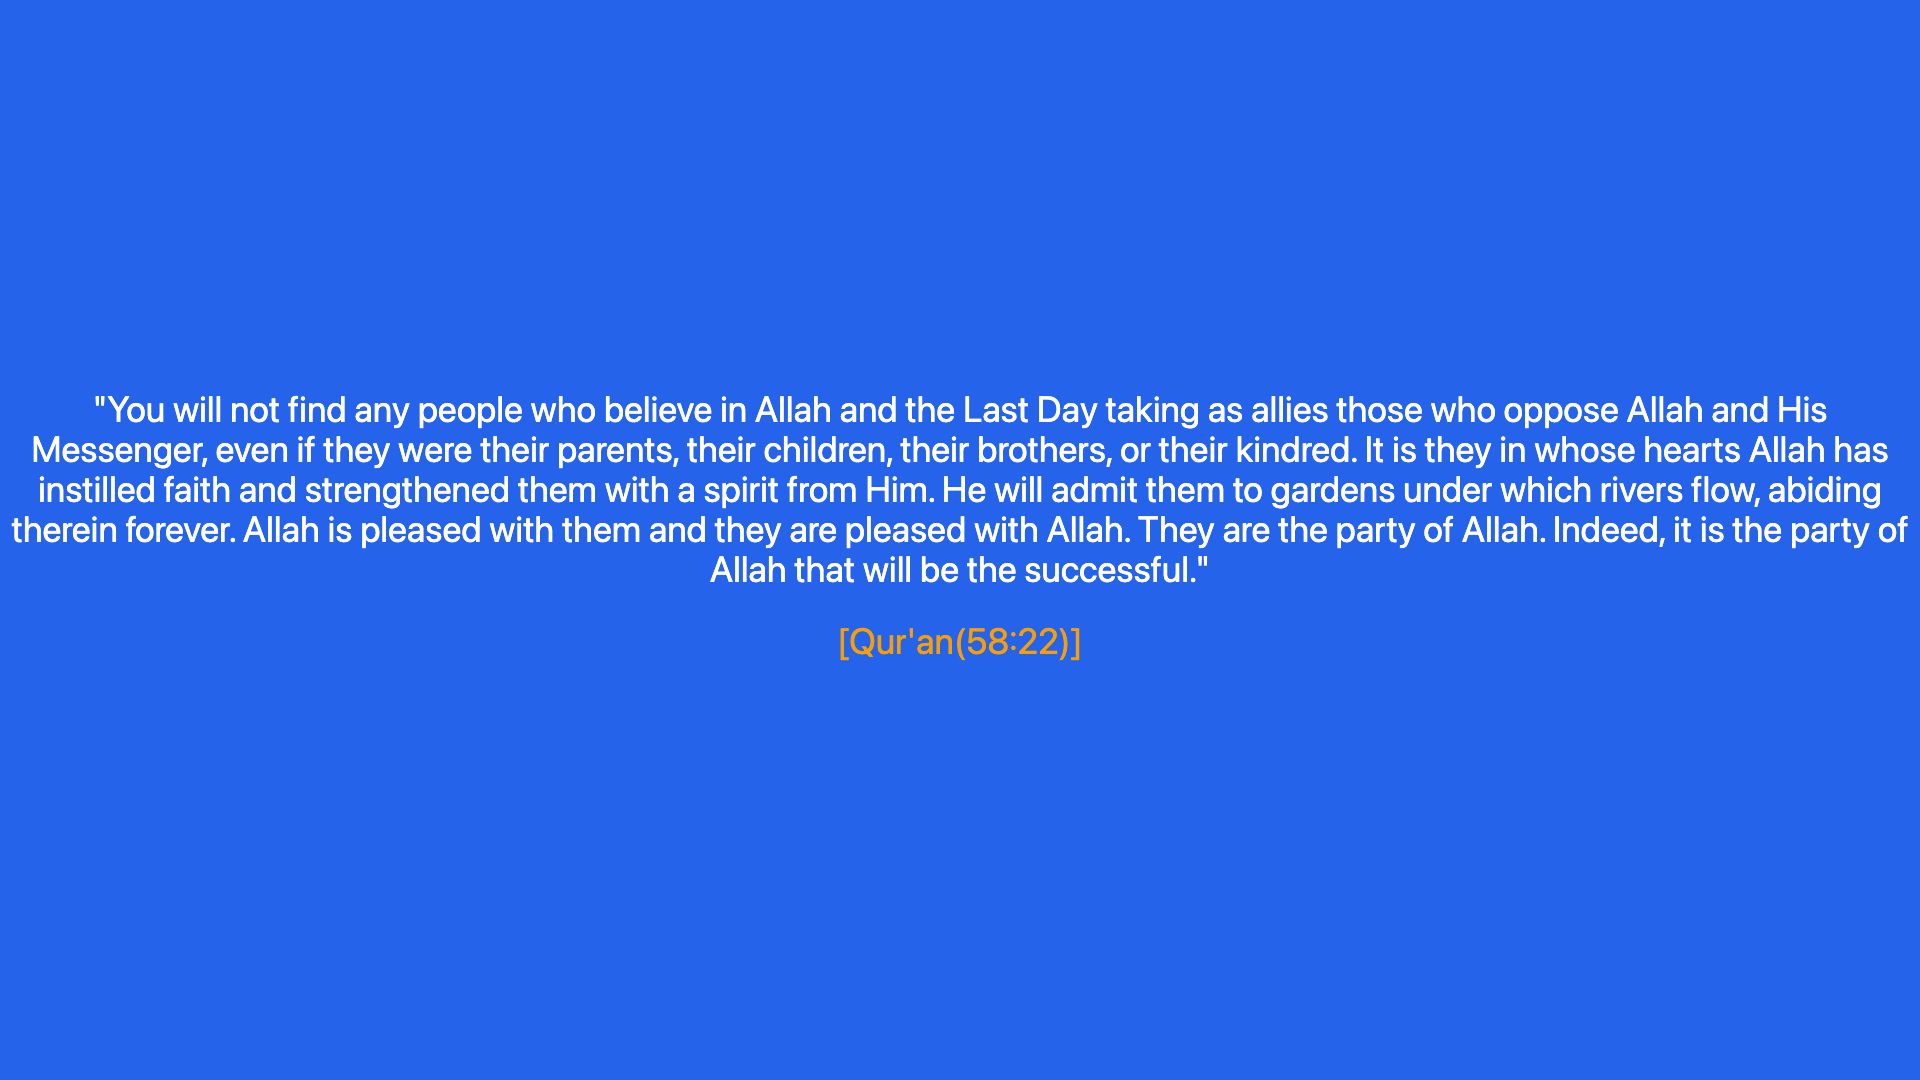 "You will not find any people who believe in Allah and the Last Day taking as allies those who oppose Allah and His
Messenger, even if they were their parents, their children, their brothers, or their kindred. It is they in whose hearts Allah has
instilled faith and strengthened them with a spirit from Him. He will admit them to gardens under which rivers flow, abiding
therein forever. Allah is pleased with them and they are pleased with Allah. They are the party of Allah. Indeed, it is the party of
Allah that will be the successful."
[Qur'an(58:22)]